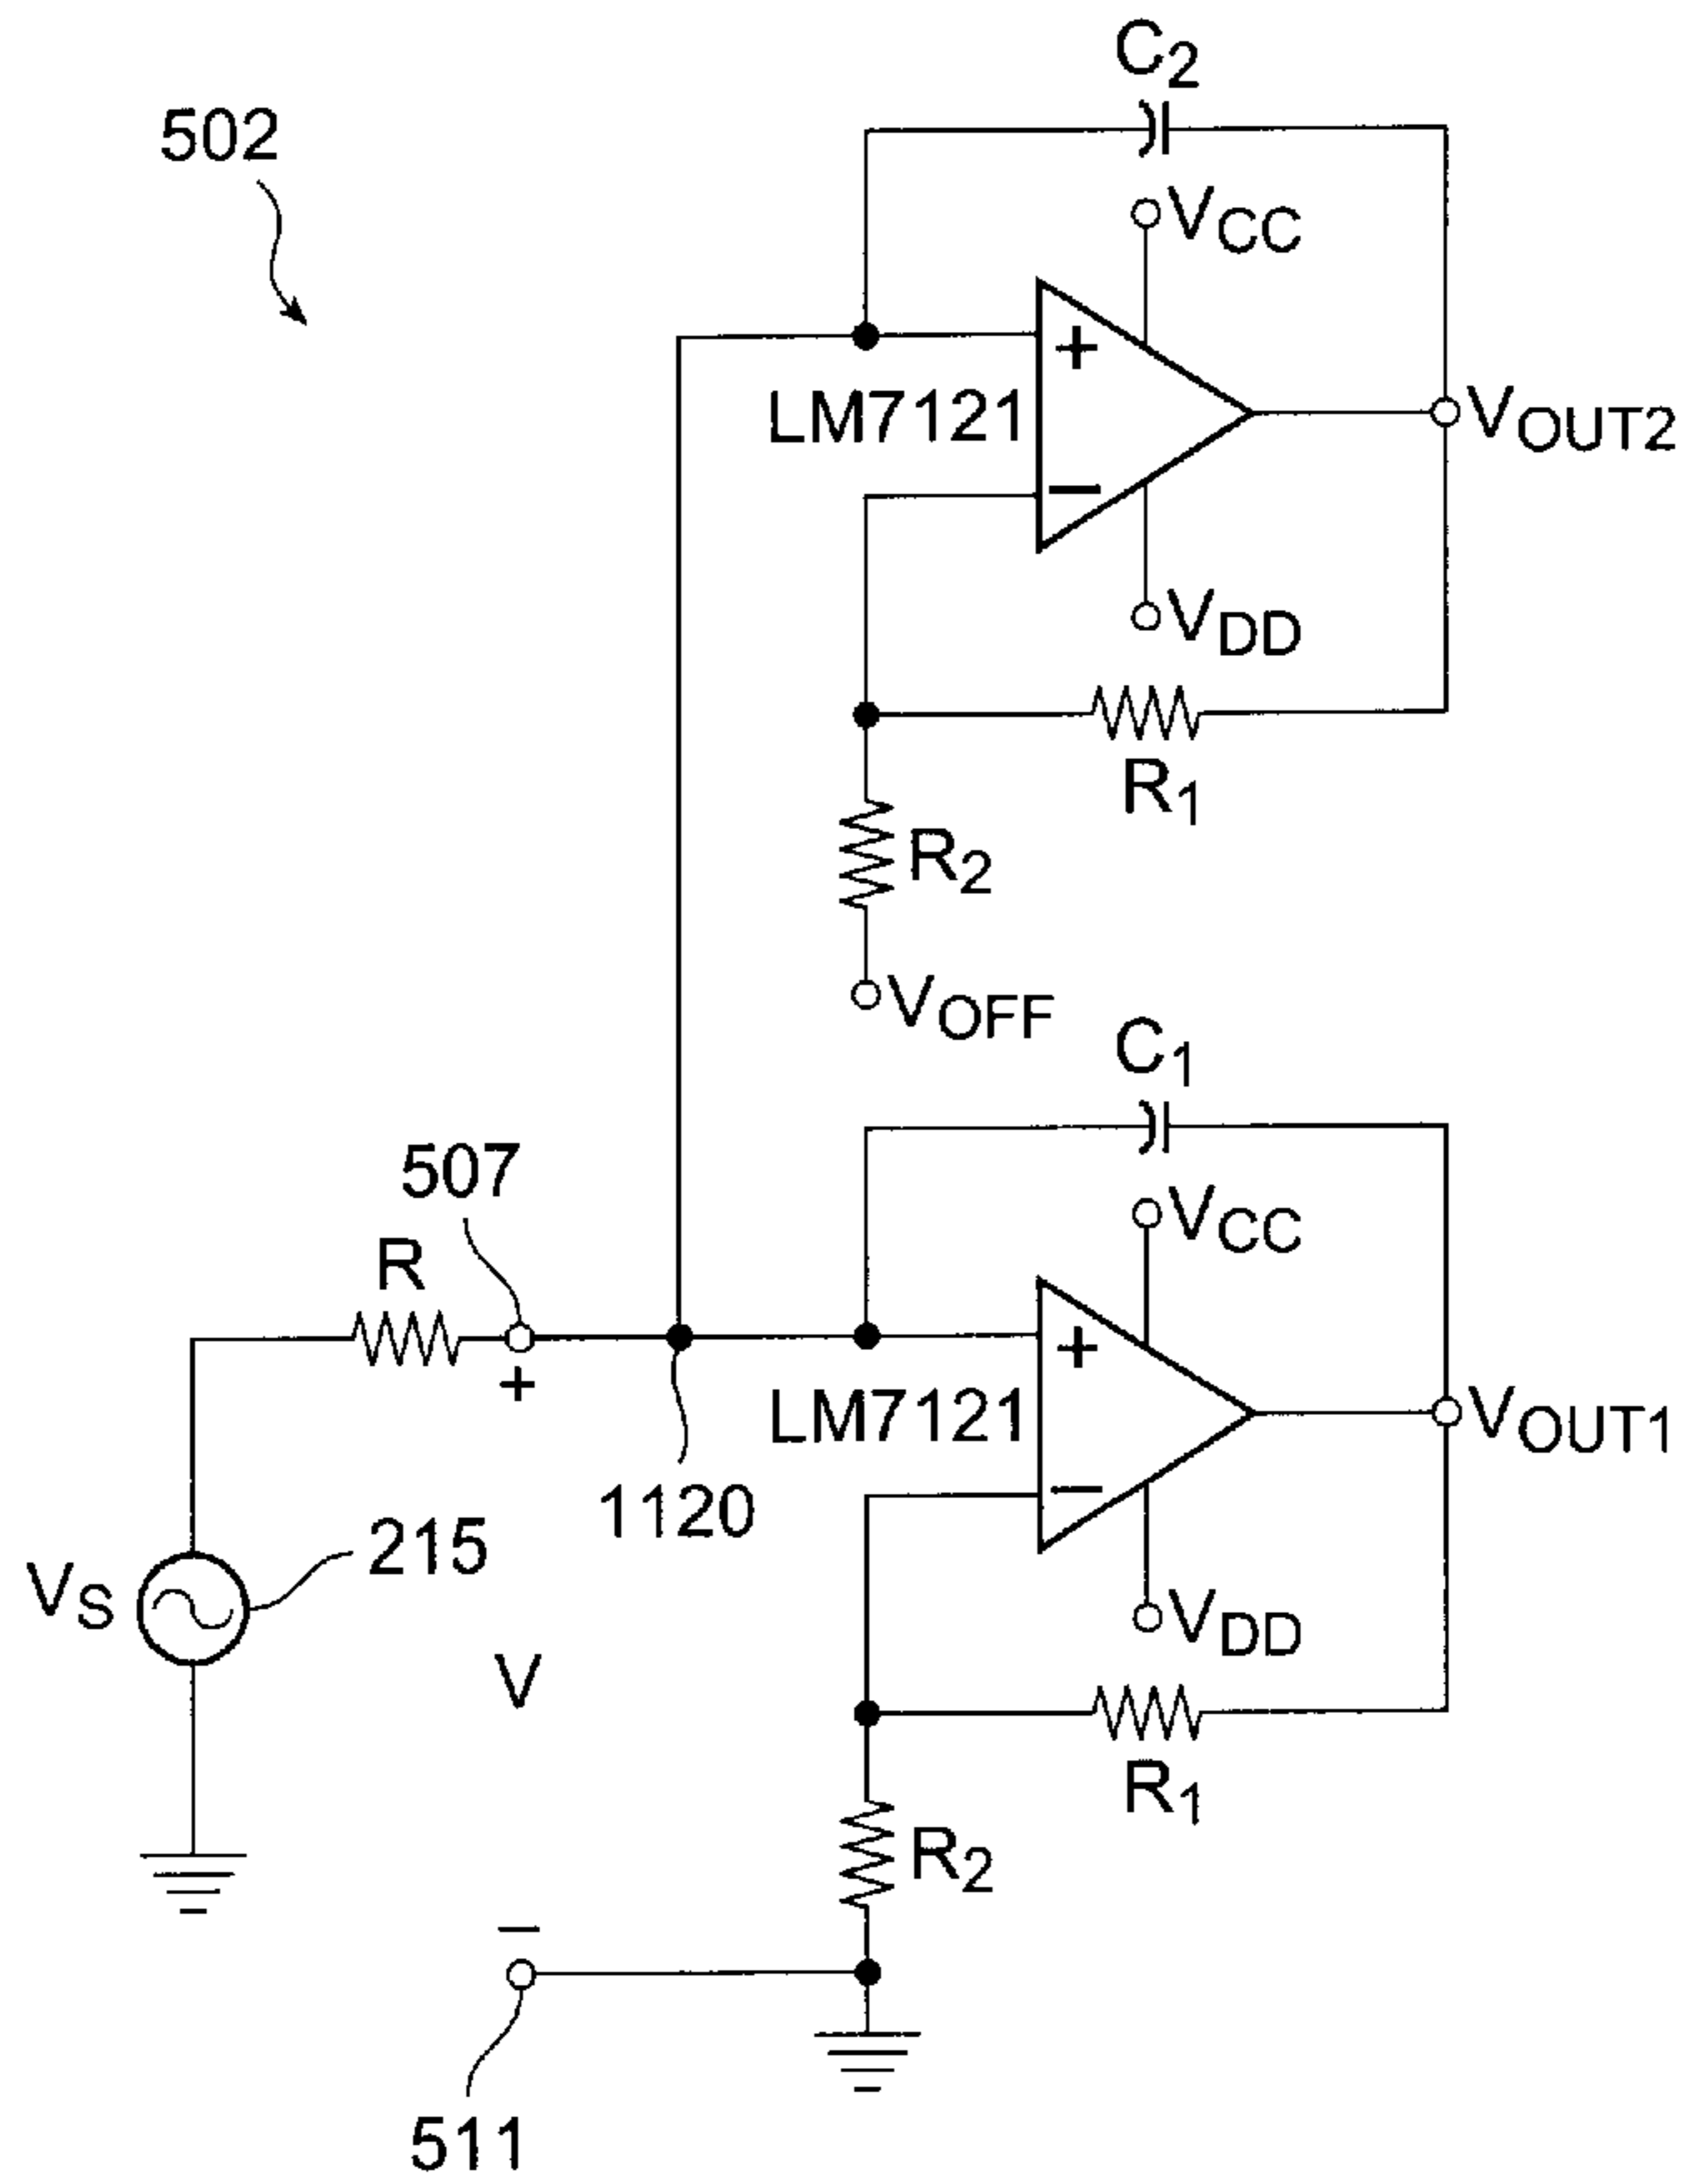 C2
502
VCC
+
LM7121
VOUT2
−
VDD
R1
R2
VOFF
C1
507
VCC
R
+
+
LM7121
VOUT1
−
1120
215
VS
VDD
V
R1
R2
−
511